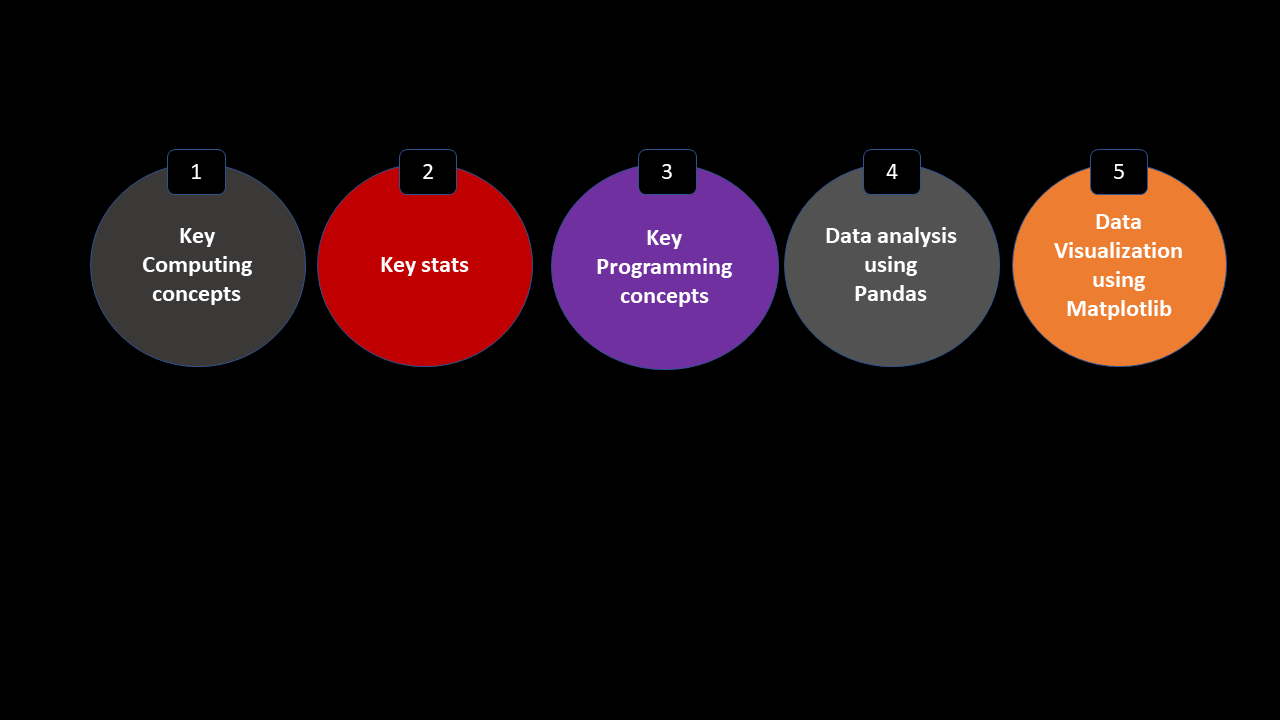 1
Key
Computing
concepts
2
Key stats
3
Key
Programming
concepts
4
Data analysis
using
Pandas
5
Data
Visualization
using
Matplotlib